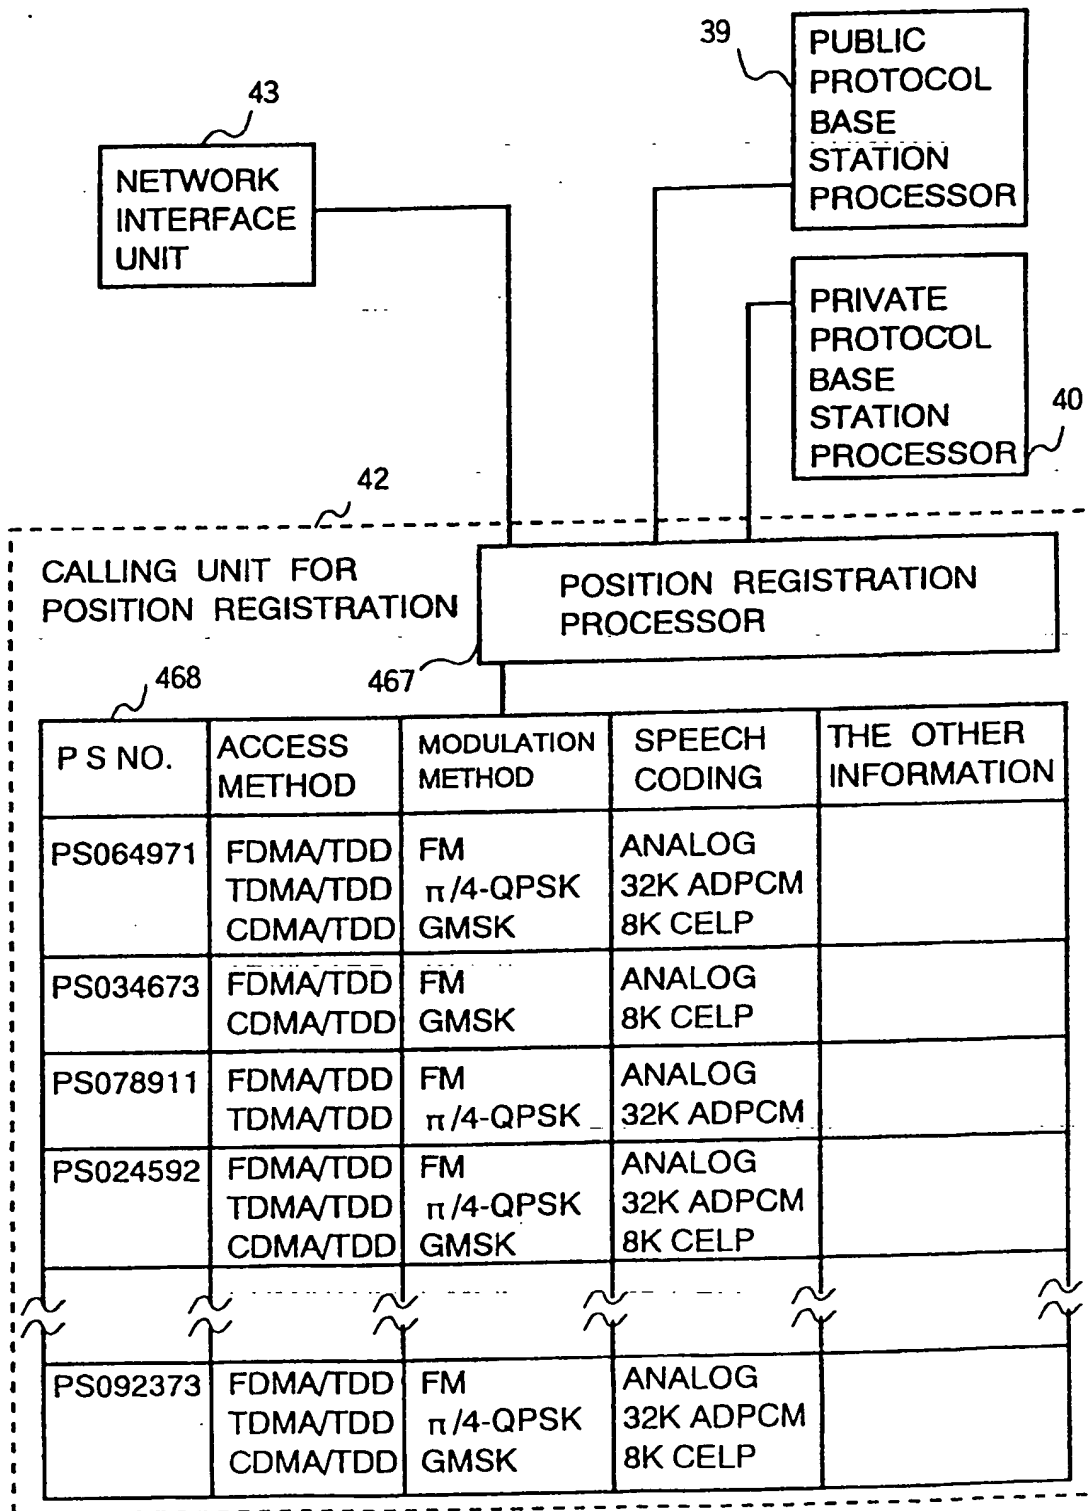 39
PUBLIC
PROTOCOL
BASE
STATION
PROCESSOR
43
NETWORK
INTERFACE
UNIT
PRIVATE
PROTOCOL
BASE
STATION
PROCESSOR
40
42
CALLING UNIT FOR
POSITION REGISTRATION
POSITION REGISTRATION
PROCESSOR
467
468
PS NO.
ACCESS
METHOD
MODULATION
METHOD
SPEECH
CODING
THE OTHER
INFORMATION
PS064971 FDMA/TDD FM ANALOG
TDMA/TDD π/4-QPSK 32K ADPCM
CDMA/TDD GMSK 8K CELP
PS034673 FDMA/TDD FM ANALOG
CDMA/TDD GMSK 8K CELP
PS078911 FDMA/TDD FM ANALOG
TDMA/TDD π/4-QPSK 32K ADPCM
PS024592 FDMA/TDD FM ANALOG
TDMA/TDD π/4-QPSK 32K ADPCM
CDMA/TDD GMSK 8K CELP
PS092373 FDMA/TDD FM ANALOG
TDMA/TDD π/4-QPSK 32K ADPCM
CDMA/TDD GMSK 8K CELP